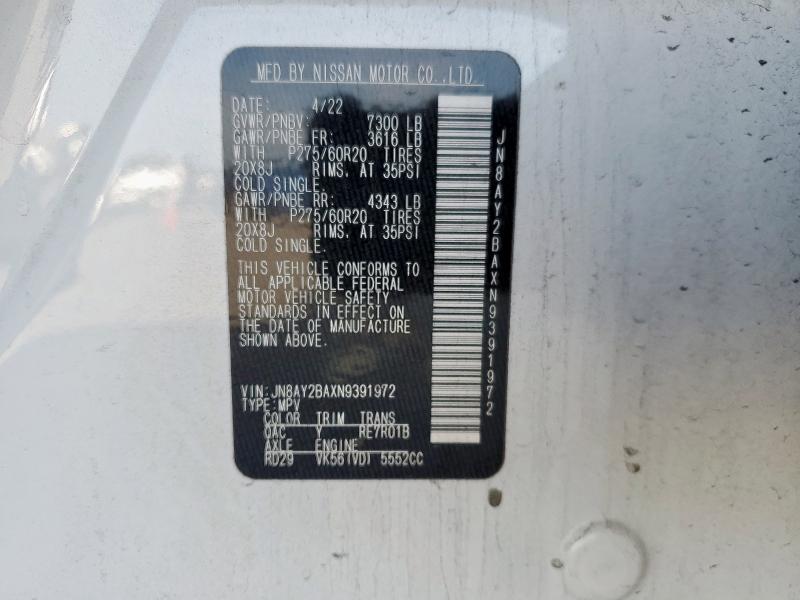 MFD BY NISSAN MOTOR CO.,LTD.
DATE: 4/22
GVWR/PNBV: 7300 LB
GAWR/PNBE FR: 3616 LB
WITH P275/60R20 TIRES
20X8J RIMS. AT 35PSI
COLD SINGLE.
GAWR/PNBE RR: 4343 LB
WITH P275/60R20 TIRES
20X8J RIMS. AT 35PSI
COLD SINGLE.
THIS VEHICLE CONFORMS TO
ALL APPLICABLE FEDERAL
MOTOR VEHICLE SAFETY
STANDARDS IN EFFECT ON
THE DATE OF MANUFACTURE
SHOWN ABOVE.
VIN:JN8AY2BAXN9391972
TYPE:MPV
COLOR TRIM TRANS
QAC Y RE7R01B
AXLE ENGINE
RD29 VK56(VD) 5552CC
JN8AY2BAXN9391972